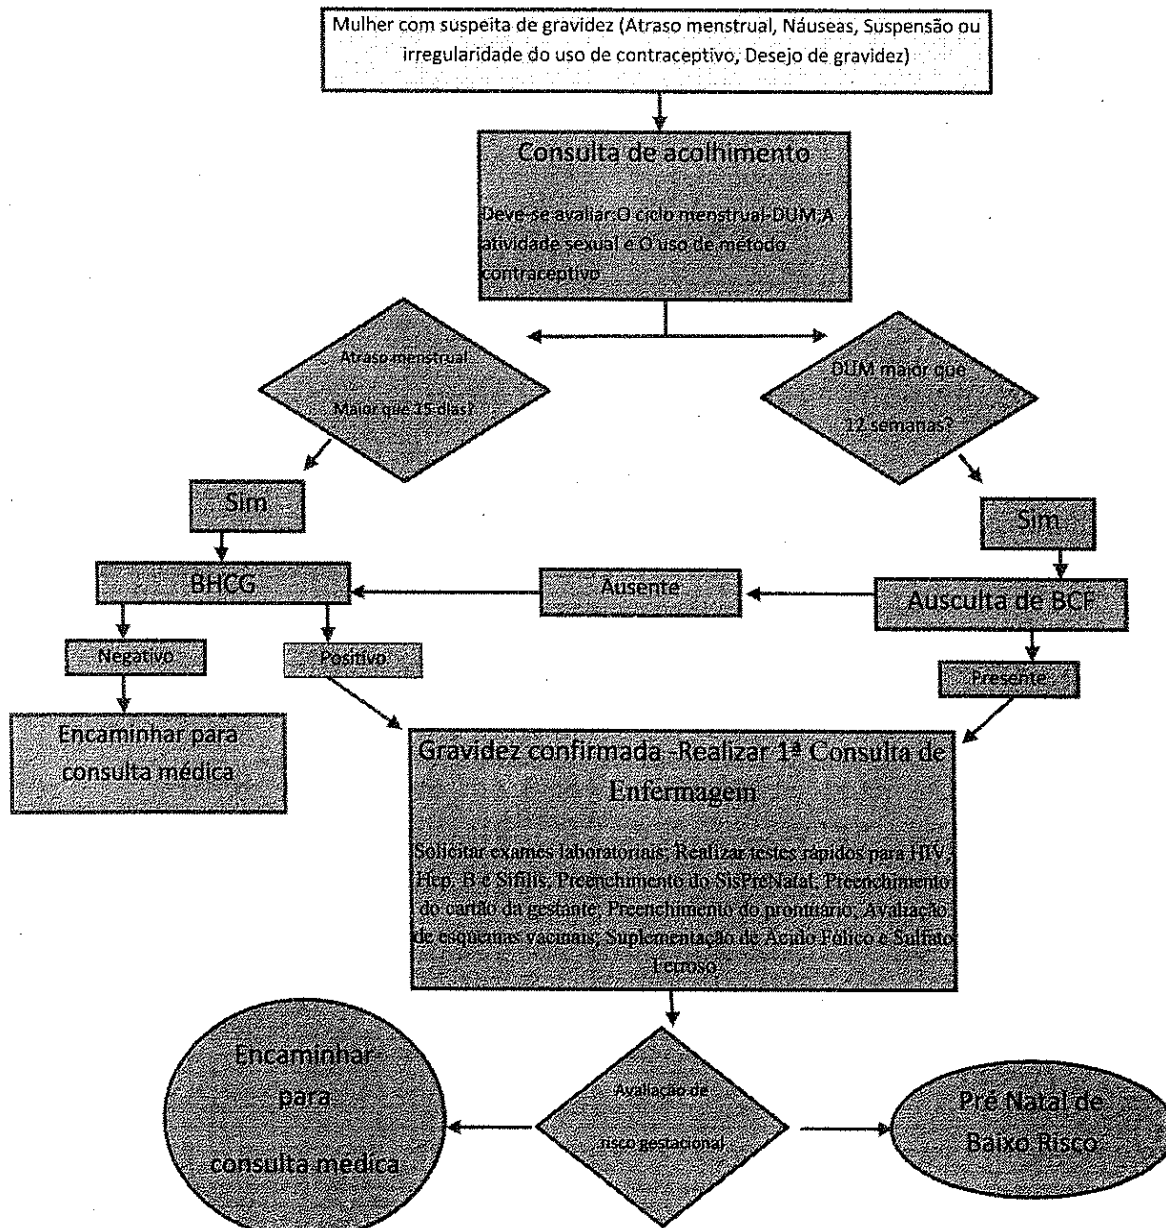 Mulher com suspeita de gravidez (Atraso menstrual, Náuseas, Suspensão ou
irregularidade do uso de contraceptivo, Desejo de gravidez)
Consulta de acolhimento
Deve-se avaliar:O ciclo menstrual-DUM;A
atividade sexual e O uso de método
contraceptivo
Atraso menstrual
Maior que 15 dias?
DUM maior que
12 semanas?
Sim
Sim
BHCG
Ausente
Ausculta de BCF
Negativo
Positivo
Presente
Encaminhar para
consulta médica
Gravidez confirmada -Realizar 1ª Consulta de
Enfermagem
Solicitar exames laboratoriais; Realizar testes rápidos para HIV,
Hep. B e Sífilis; Preenchimento do SisPréNatal; Preenchimento
do cartão da gestante; Preenchimento do prontuário; Avaliação
de esquemas vacinais; Suplementação de Ácido Fólico e Sulfato
Ferroso
Encaminhar
para
consulta medica
Avaliação de
risco gestacional
Pré Natal de
Baixo Risco